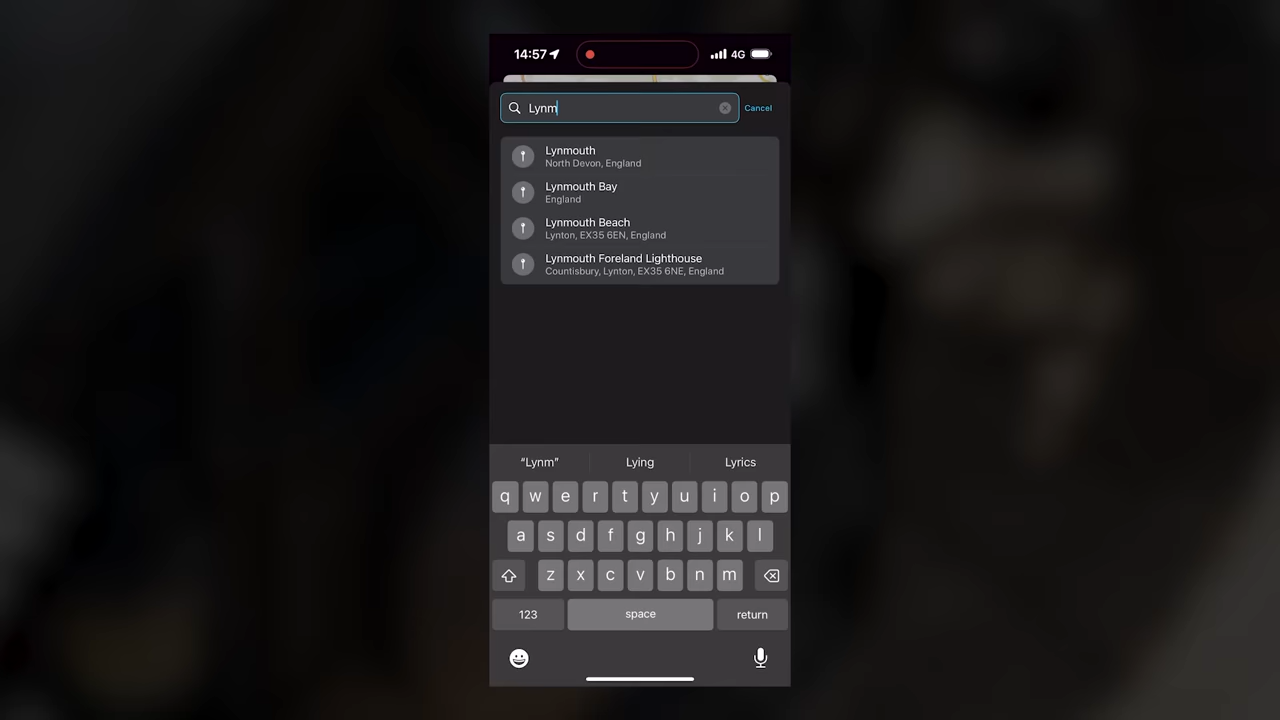 14:57
4G
Lynm
Cancel
Lynmouth
North Devon, England
Lynmouth Bay
England
Lynmouth Beach
Lynton, EX35 6EN, England
Lynmouth Foreland Lighthouse
Countisbury, Lynton, EX35 6NE, England
“Lynm” Lying Lyrics
q w e r t y u i o p
a s d f g h j k l
z x c v b n m
123 space return